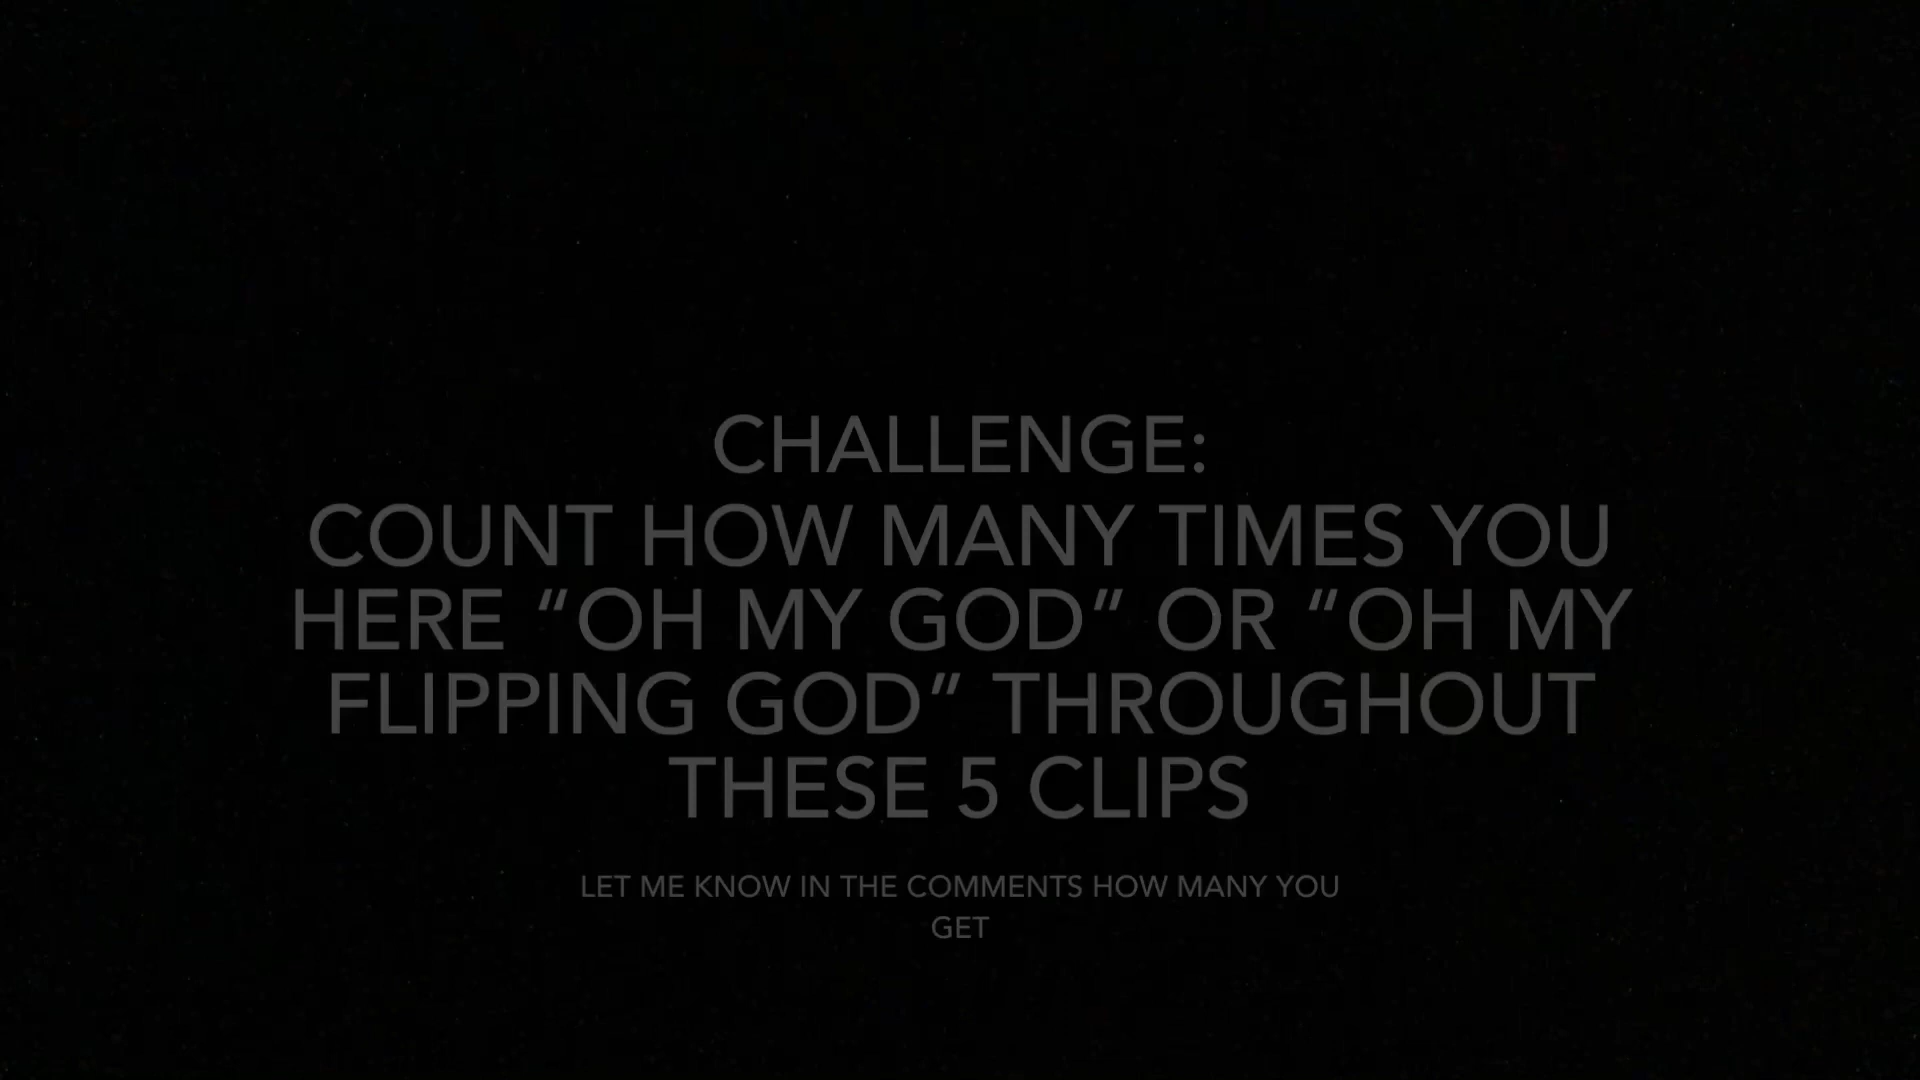 CHALLENGE:
COUNT HOW MANY TIMES YOU
HERE “OH MY GOD” OR “OH MY
FLIPPING GOD” THROUGHOUT
THESE 5 CLIPS
LET ME KNOW IN THE COMMENTS HOW MANY YOU
GET